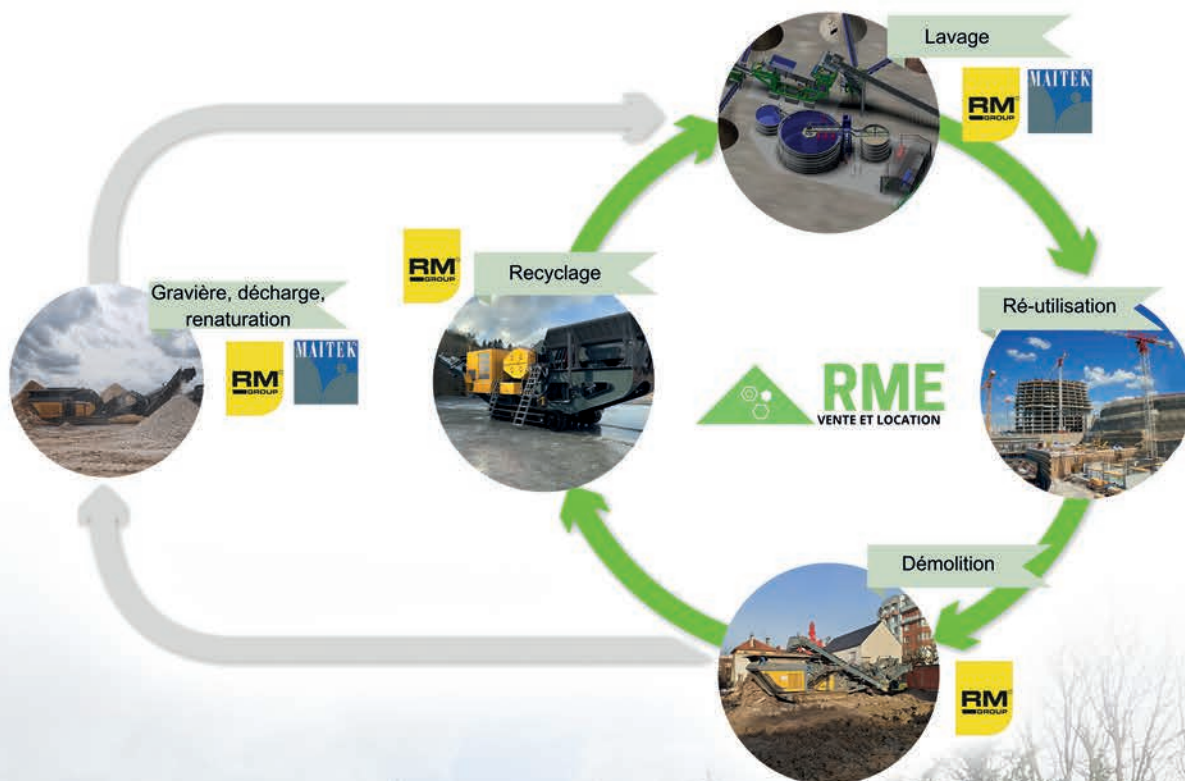 Lavage
RM®
GROUP
MAITEK
RM®
GROUP
Recyclage
Gravière, décharge,
renaturation
RM®
GROUP
MAITEK
Ré-utilisation
RME
VENTE ET LOCATION
Démolition
RM®
GROUP